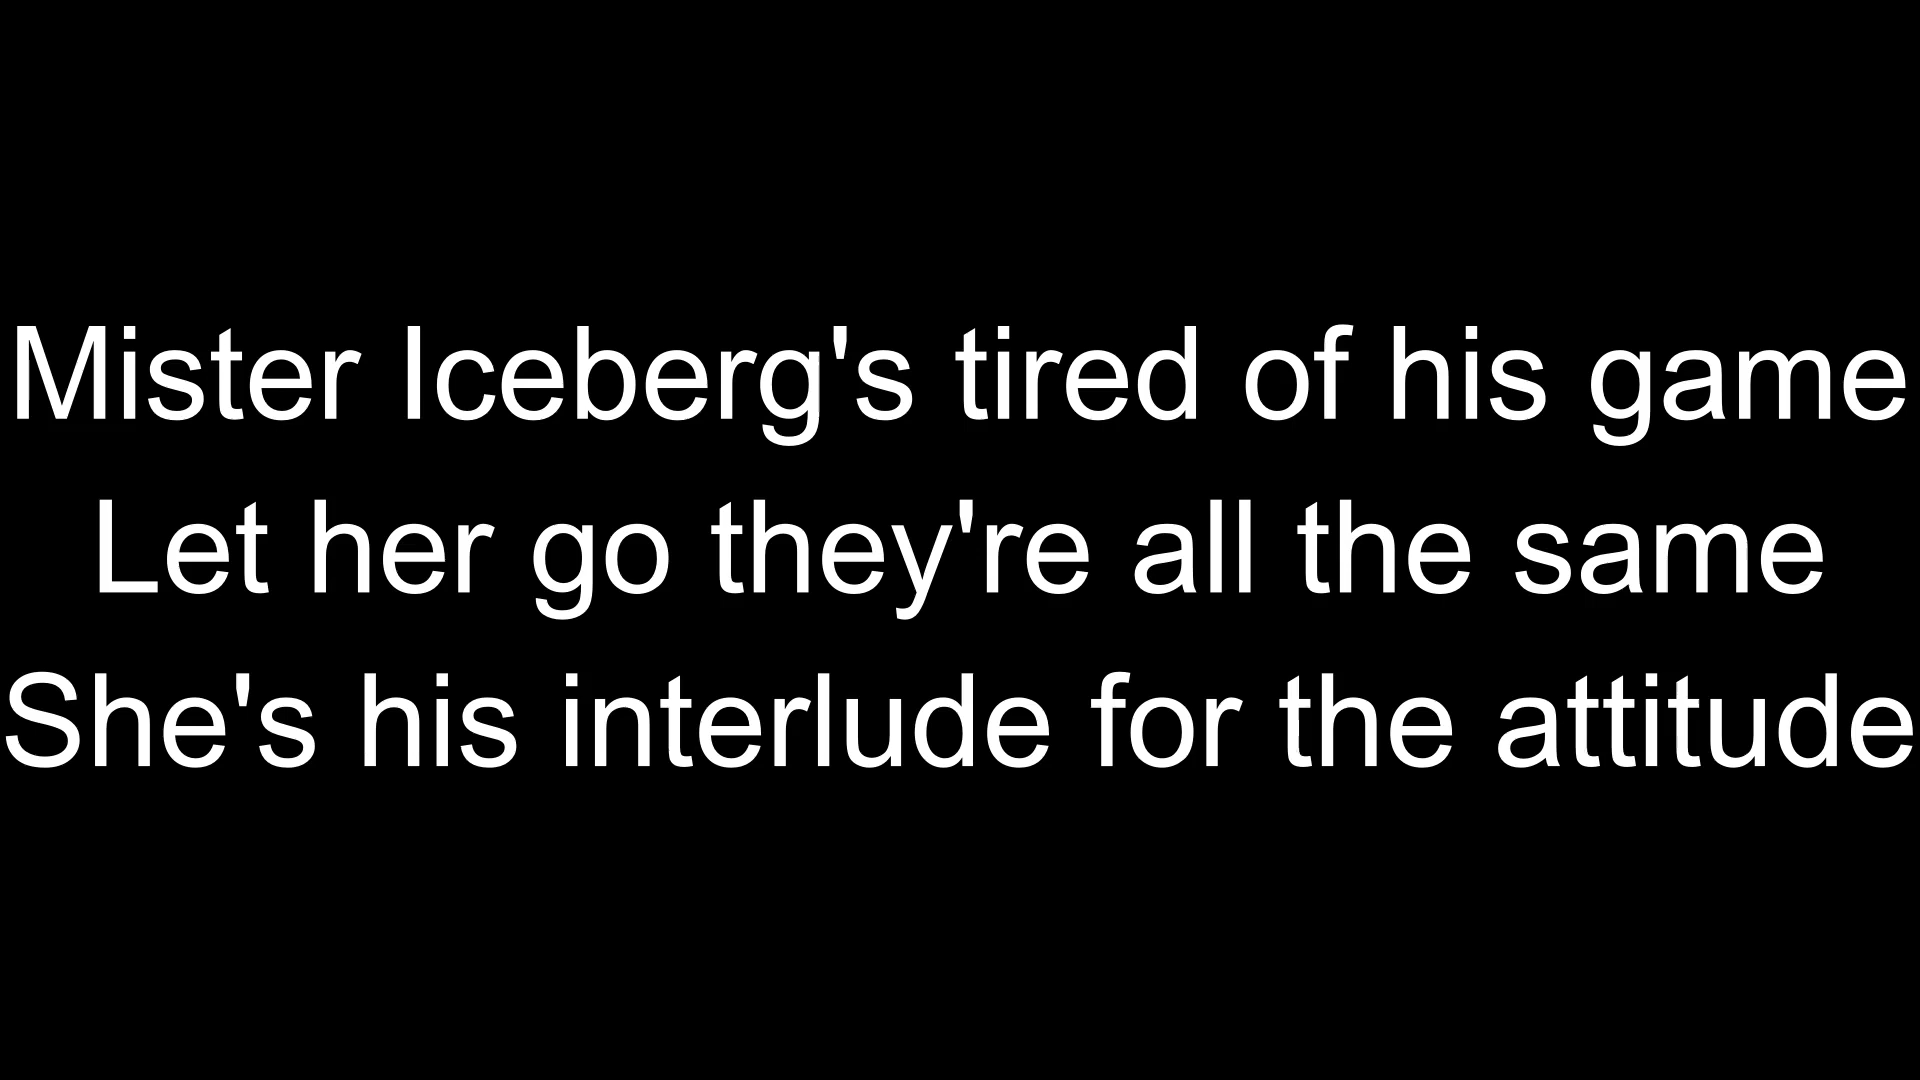 Mister Iceberg's tired of his game
Let her go they're all the same
She's his interlude for the attitude